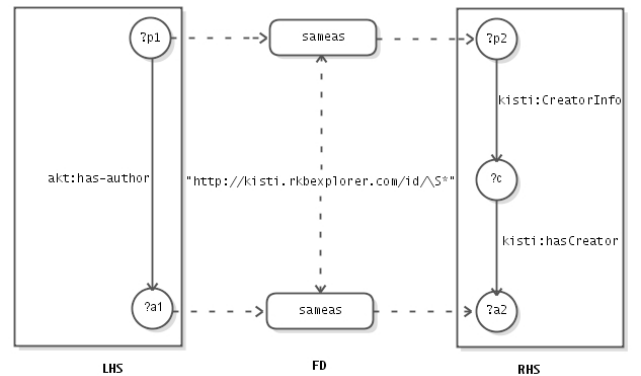 ?p1
sameas
?p2
kisti:CreatorInfo
akt:has-author
"http://kisti.rkbexplorer.com/id/\S*"
?c
kisti:hasCreator
?a1
sameas
?a2
LHS
FD
RHS